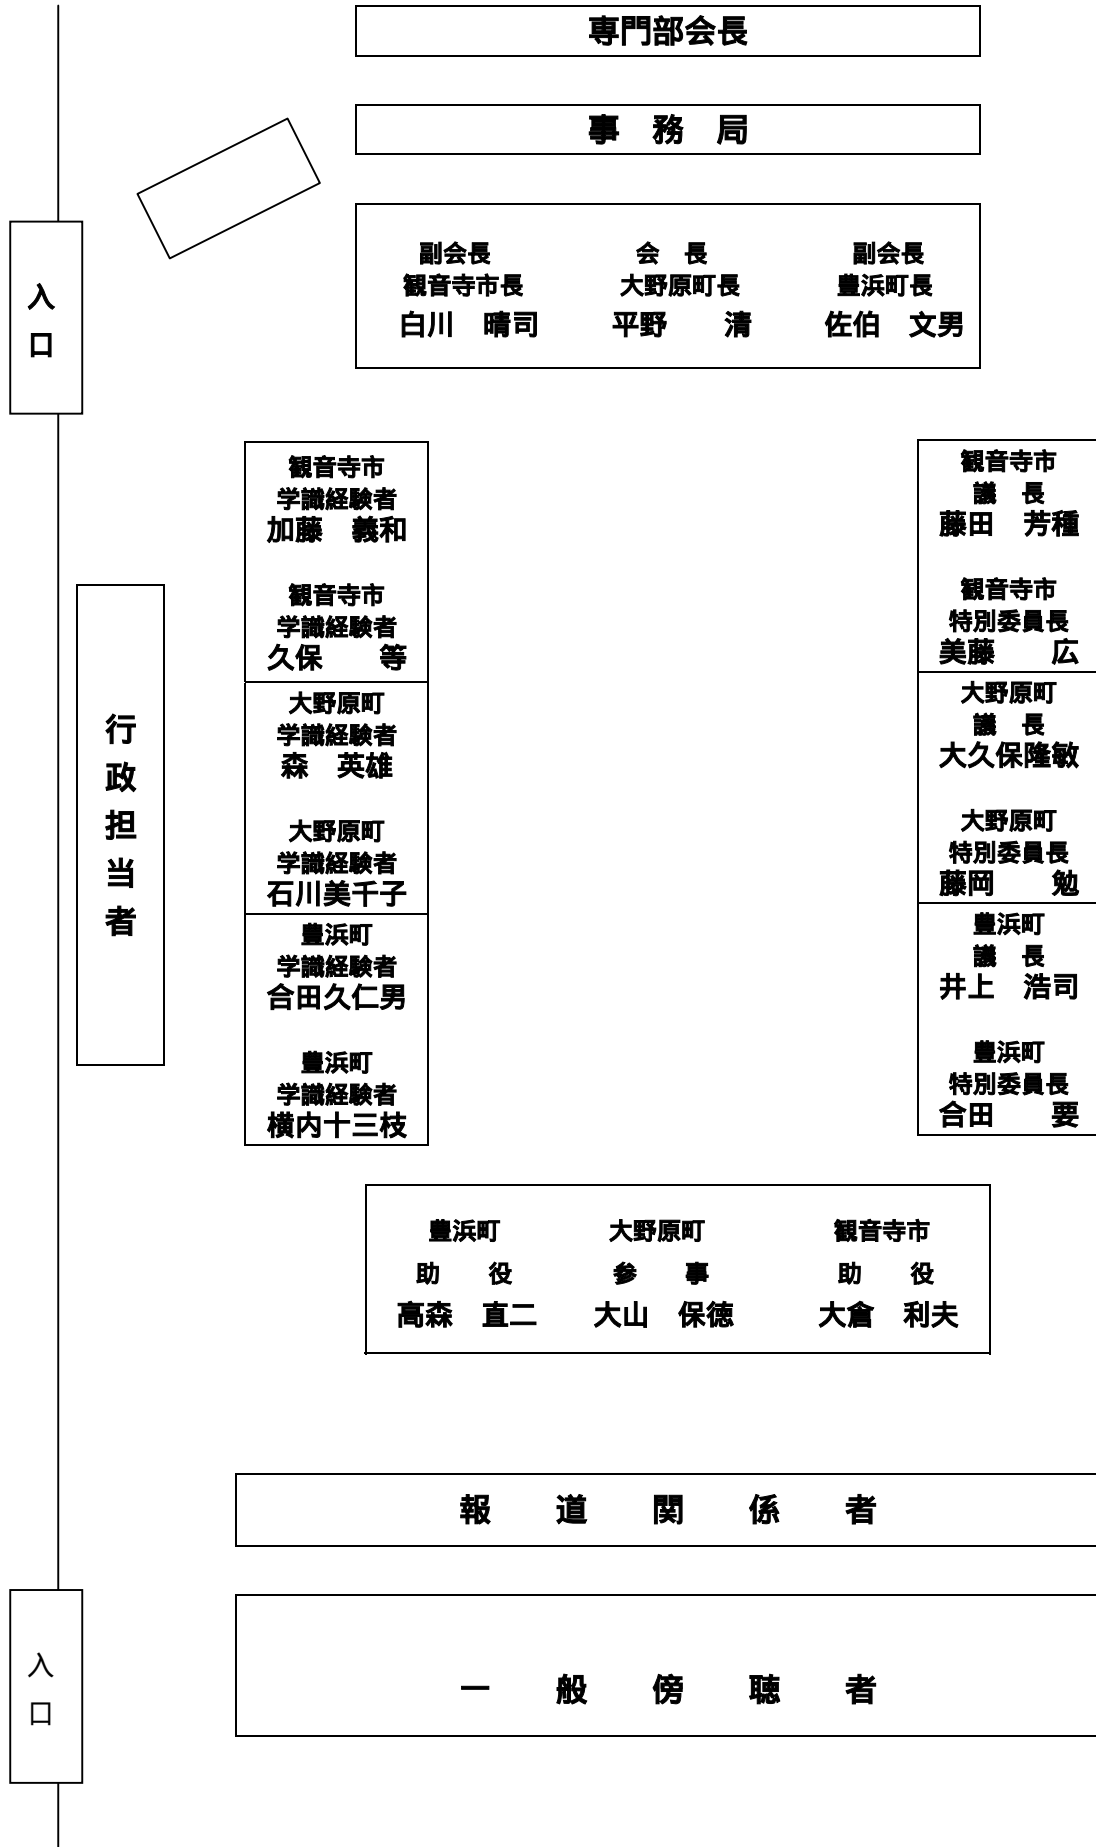 専門部会長
事　務　局
副会長　会　長　副会長
観音寺市長　大野原町長　豊浜町長
白川　晴司　平野　　清　佐伯　文男
入
口
観音寺市
学識経験者
加藤　義和
観音寺市
学識経験者
久保　　等
大野原町
学識経験者
森　英雄
大野原町
学識経験者
石川美千子
豊浜町
学識経験者
合田久仁男
豊浜町
学識経験者
横内十三枝
観音寺市
議　長
藤田　芳種
観音寺市
特別委員長
美藤　　広
大野原町
議　長
大久保隆敏
大野原町
特別委員長
藤岡　　勉
豊浜町
議　長
井上　浩司
豊浜町
特別委員長
合田　　要
行
政
担
当
者
豊浜町　大野原町　観音寺市
助　　役　参　　事　助　　役
高森　直二　大山　保徳　大倉　利夫
報　道　関　係　者
一　般　傍　聴　者
入
口